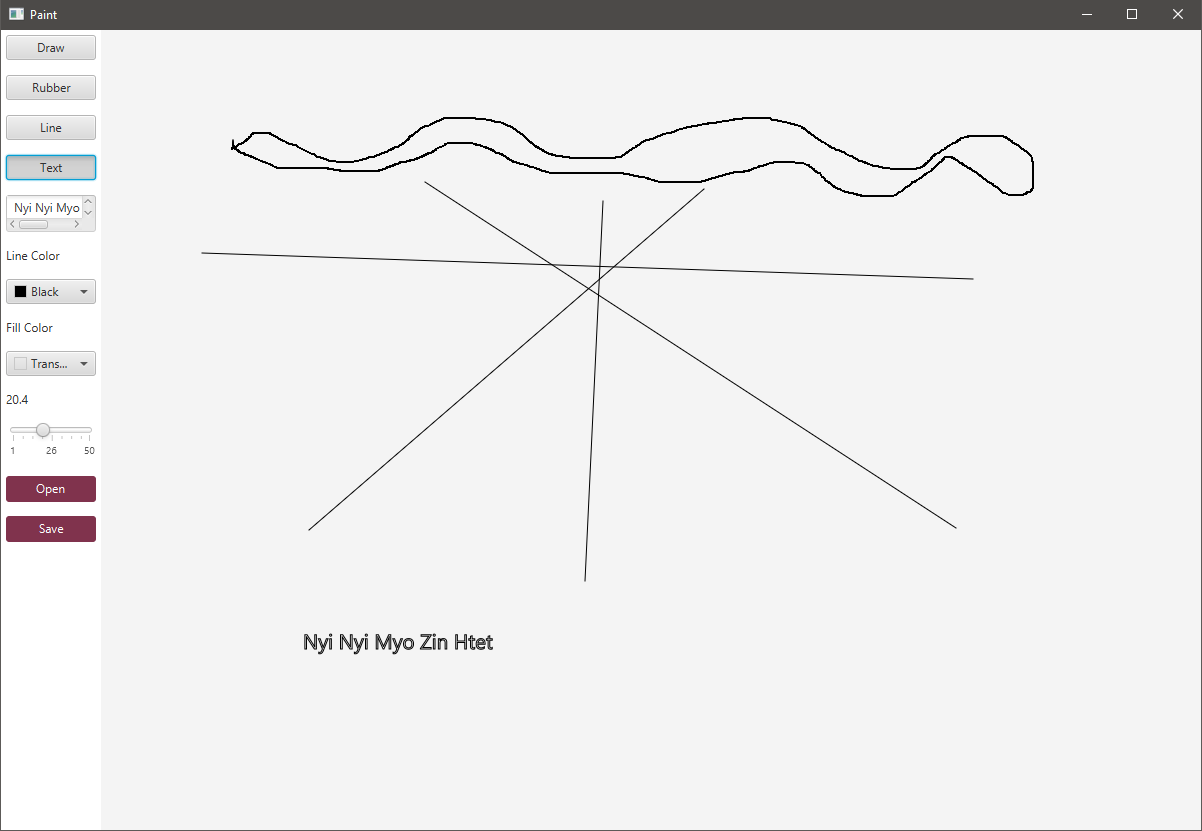 Paint
Draw
Rubber
Line
Text
Nyi Nyi Myo
Line Color
Black
Fill Color
Trans...
20.4
1 26 50
Open
Save
Nyi Nyi Myo Zin Htet